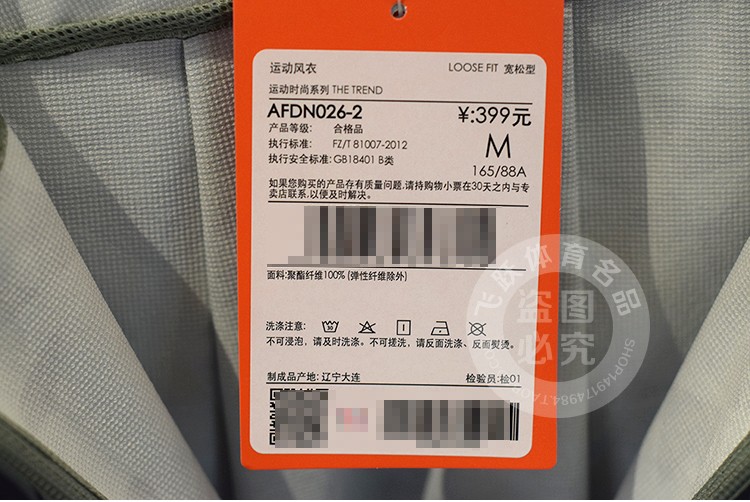 运动风衣 LOOSE FIT 宽松型
运动时尚系列 THE TREND
AFDN026-2 ¥:399元
产品等级: 合格品
执行标准: FZ/T 81007-2012 M
执行安全标准: GB18401 B类 165/88A
如果您购买的产品存有质量问题,请持购物小票在30天之内与专
卖店联系,以便及时解决。
面料:聚酯纤维100% (弹性纤维除外)
洗涤注意:
不可浸泡，请及时洗涤。不可搓洗，请反面洗涤、反面熨烫。
制成品产地: 辽宁大连 检验员:检01
飞跃体育名品
盗图
必究
SHOP149174984.TAOBAO